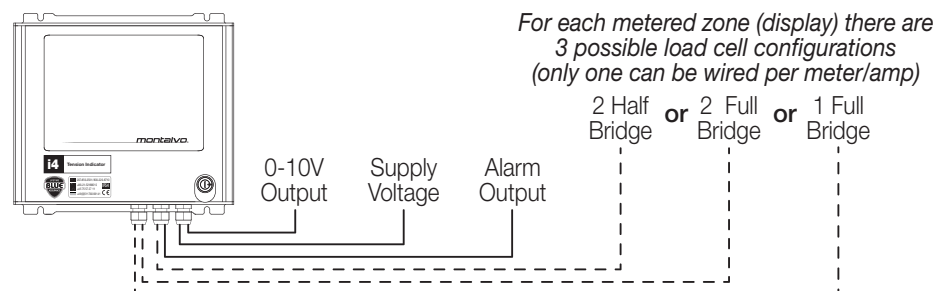 For each metered zone (display) there are
3 possible load cell configurations
(only one can be wired per meter/amp)
2 Half Bridge or 2 Full Bridge or 1 Full Bridge
montalvo
i4 Tension Indicator
BLUE
0-10V Output
Supply Voltage
Alarm Output